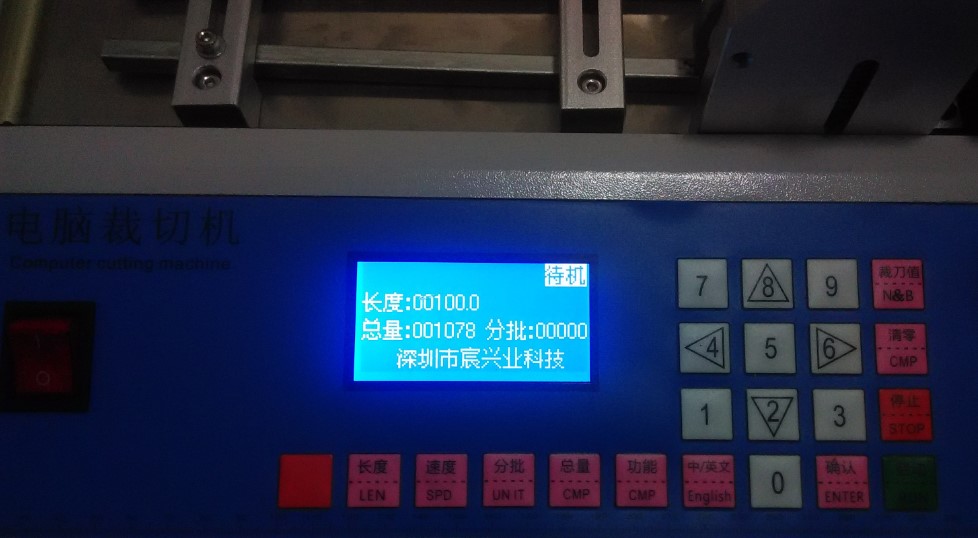 电脑裁切机
Computer cutting machine
待机
长度:00100.0
总量:001078 分批:00000
深圳市宸兴业科技
7 8 9 裁刀值 N&B
4 5 6 清零 CMP
1 2 3 停止 STOP
长度 LEN
速度 SPD
分批 UNIT
总量 CMP
功能 CMP
中/英文 English
0
确认 ENTER